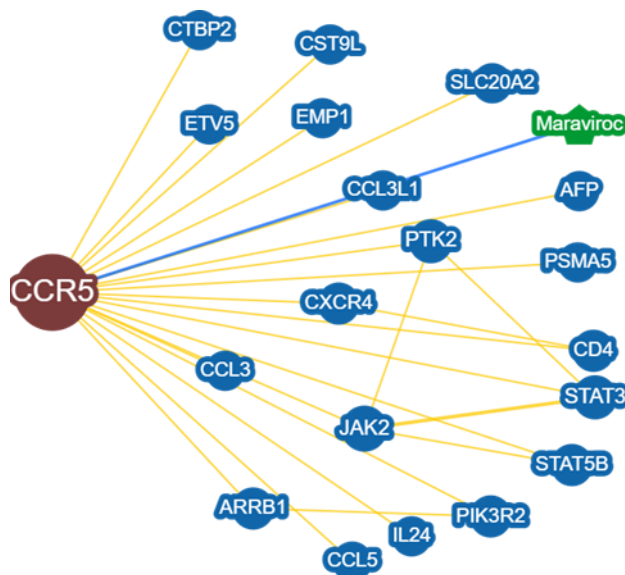 CTBP2
CST9L
SLC20A2
ETV5
EMP1
Maraviroc
CCL3L1
AFP
PTK2
PSMA5
CCR5
CXCR4
CD4
CCL3
STAT3
JAK2
STAT5B
ARRB1
PIK3R2
IL24
CCL5